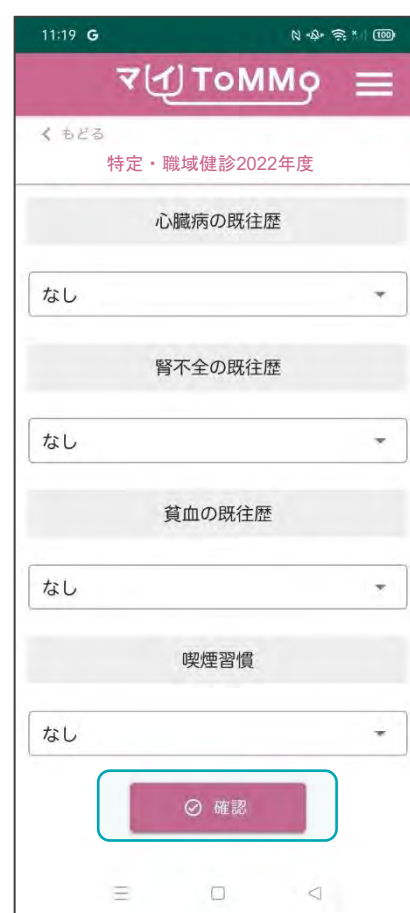 11:19 G
100
マイToMMo
もどる
特定・職域健診2022年度
心臓病の既往歴
なし
腎不全の既往歴
なし
貧血の既往歴
なし
喫煙習慣
なし
確認